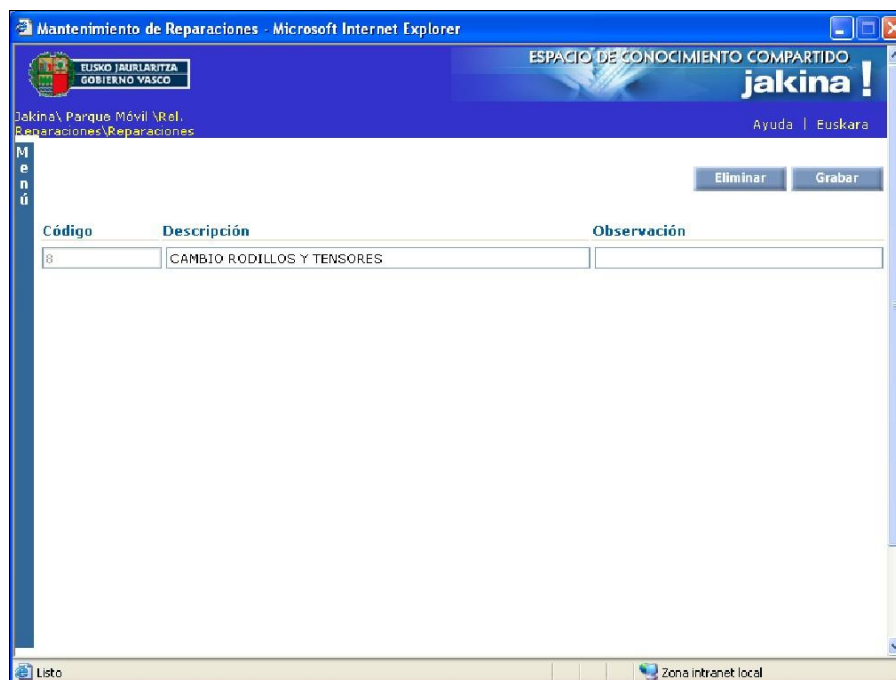 Mantenimiento de Reparaciones - Microsoft Internet Explorer
EUSKO JAURLARITZA
GOBIERNO VASCO
ESPACIO DE CONOCIMIENTO COMPARTIDO
jakina!
Jakina\ Parque Móvil \Rel.
Reparaciones\Reparaciones
Ayuda | Euskara
Menú
Eliminar Grabar
Código Descripción Observación
8 CAMBIO RODILLOS Y TENSORES
Listo Zona intranet local